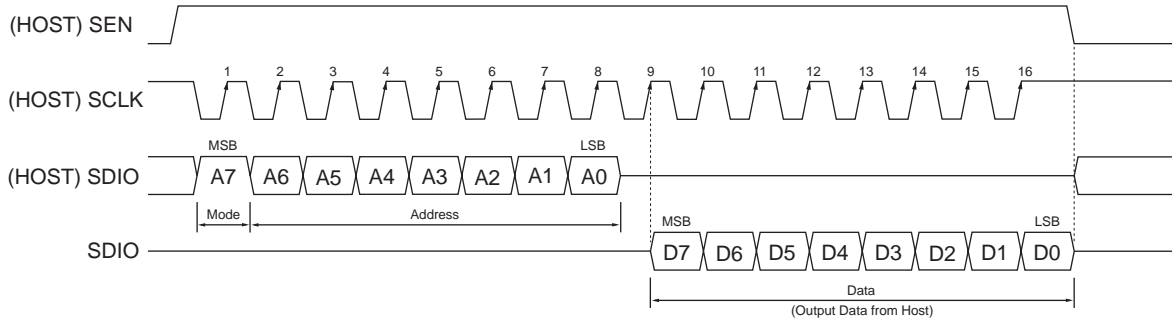 (HOST) SEN
1 2 3 4 5 6 7 8 9 10 11 12 13 14 15 16
(HOST) SCLK
MSB LSB
(HOST) SDIO A7 A6 A5 A4 A3 A2 A1 A0
Mode Address
MSB LSB
SDIO D7 D6 D5 D4 D3 D2 D1 D0
Data
(Output Data from Host)